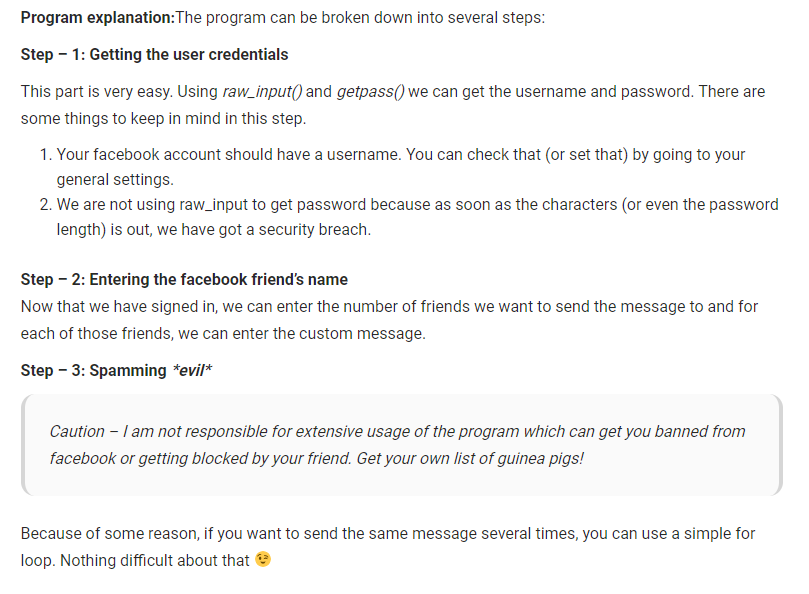 Program explanation:The program can be broken down into several steps:
Step – 1: Getting the user credentials
This part is very easy. Using raw_input() and getpass() we can get the username and password. There are
some things to keep in mind in this step.
1. Your facebook account should have a username. You can check that (or set that) by going to your
general settings.
2. We are not using raw_input to get password because as soon as the characters (or even the password
length) is out, we have got a security breach.
Step – 2: Entering the facebook friend’s name
Now that we have signed in, we can enter the number of friends we want to send the message to and for
each of those friends, we can enter the custom message.
Step – 3: Spamming *evil*
Caution – I am not responsible for extensive usage of the program which can get you banned from
facebook or getting blocked by your friend. Get your own list of guinea pigs!
Because of some reason, if you want to send the same message several times, you can use a simple for
loop. Nothing difficult about that 😉